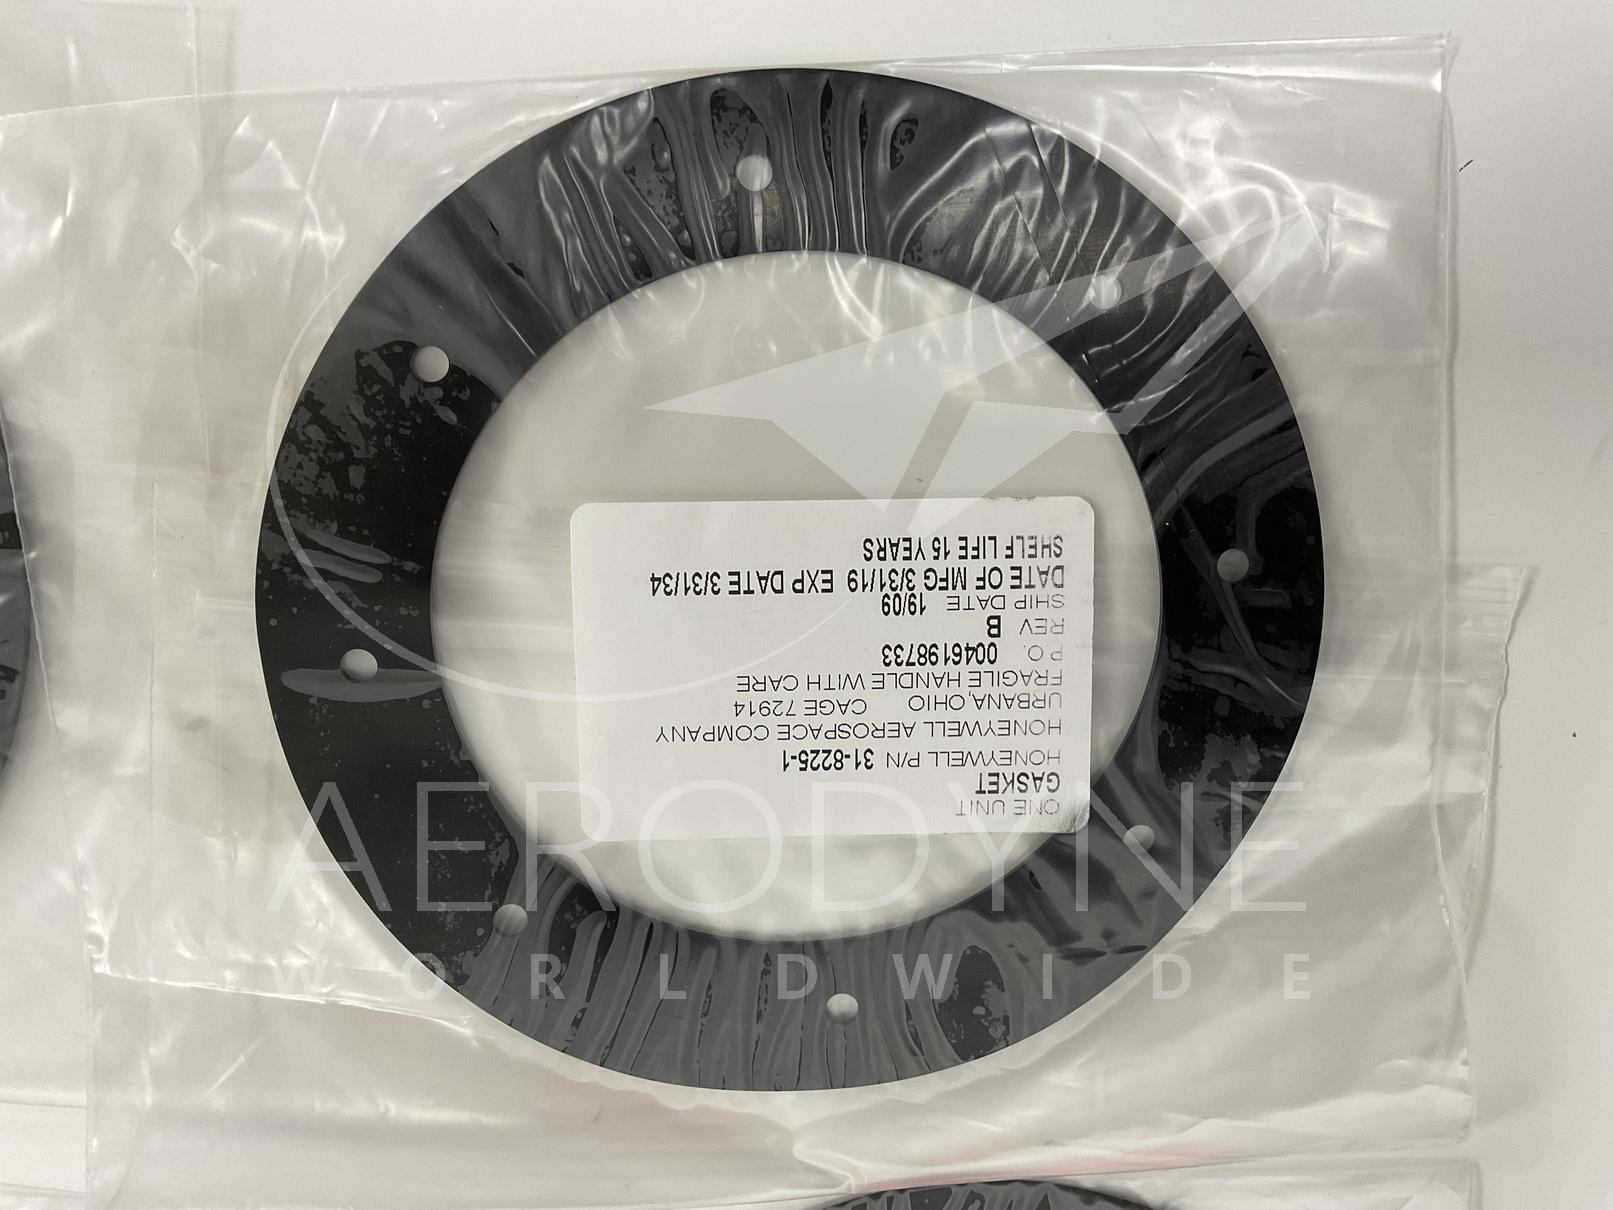 ONE UNIT
GASKET
HONEYWELL P/N 31-8225-1
HONEYWELL AEROSPACE COMPANY
URBANA,OHIO CAGE 72914
FRAGILE HANDLE WITH CARE
P.O. 0046198733
REV B
SHIP DATE 19/09
DATE OF MFG 3/31/19 EXP DATE 3/31/34
SHELF LIFE 15 YEARS
AERODYNE
WORLDWIDE